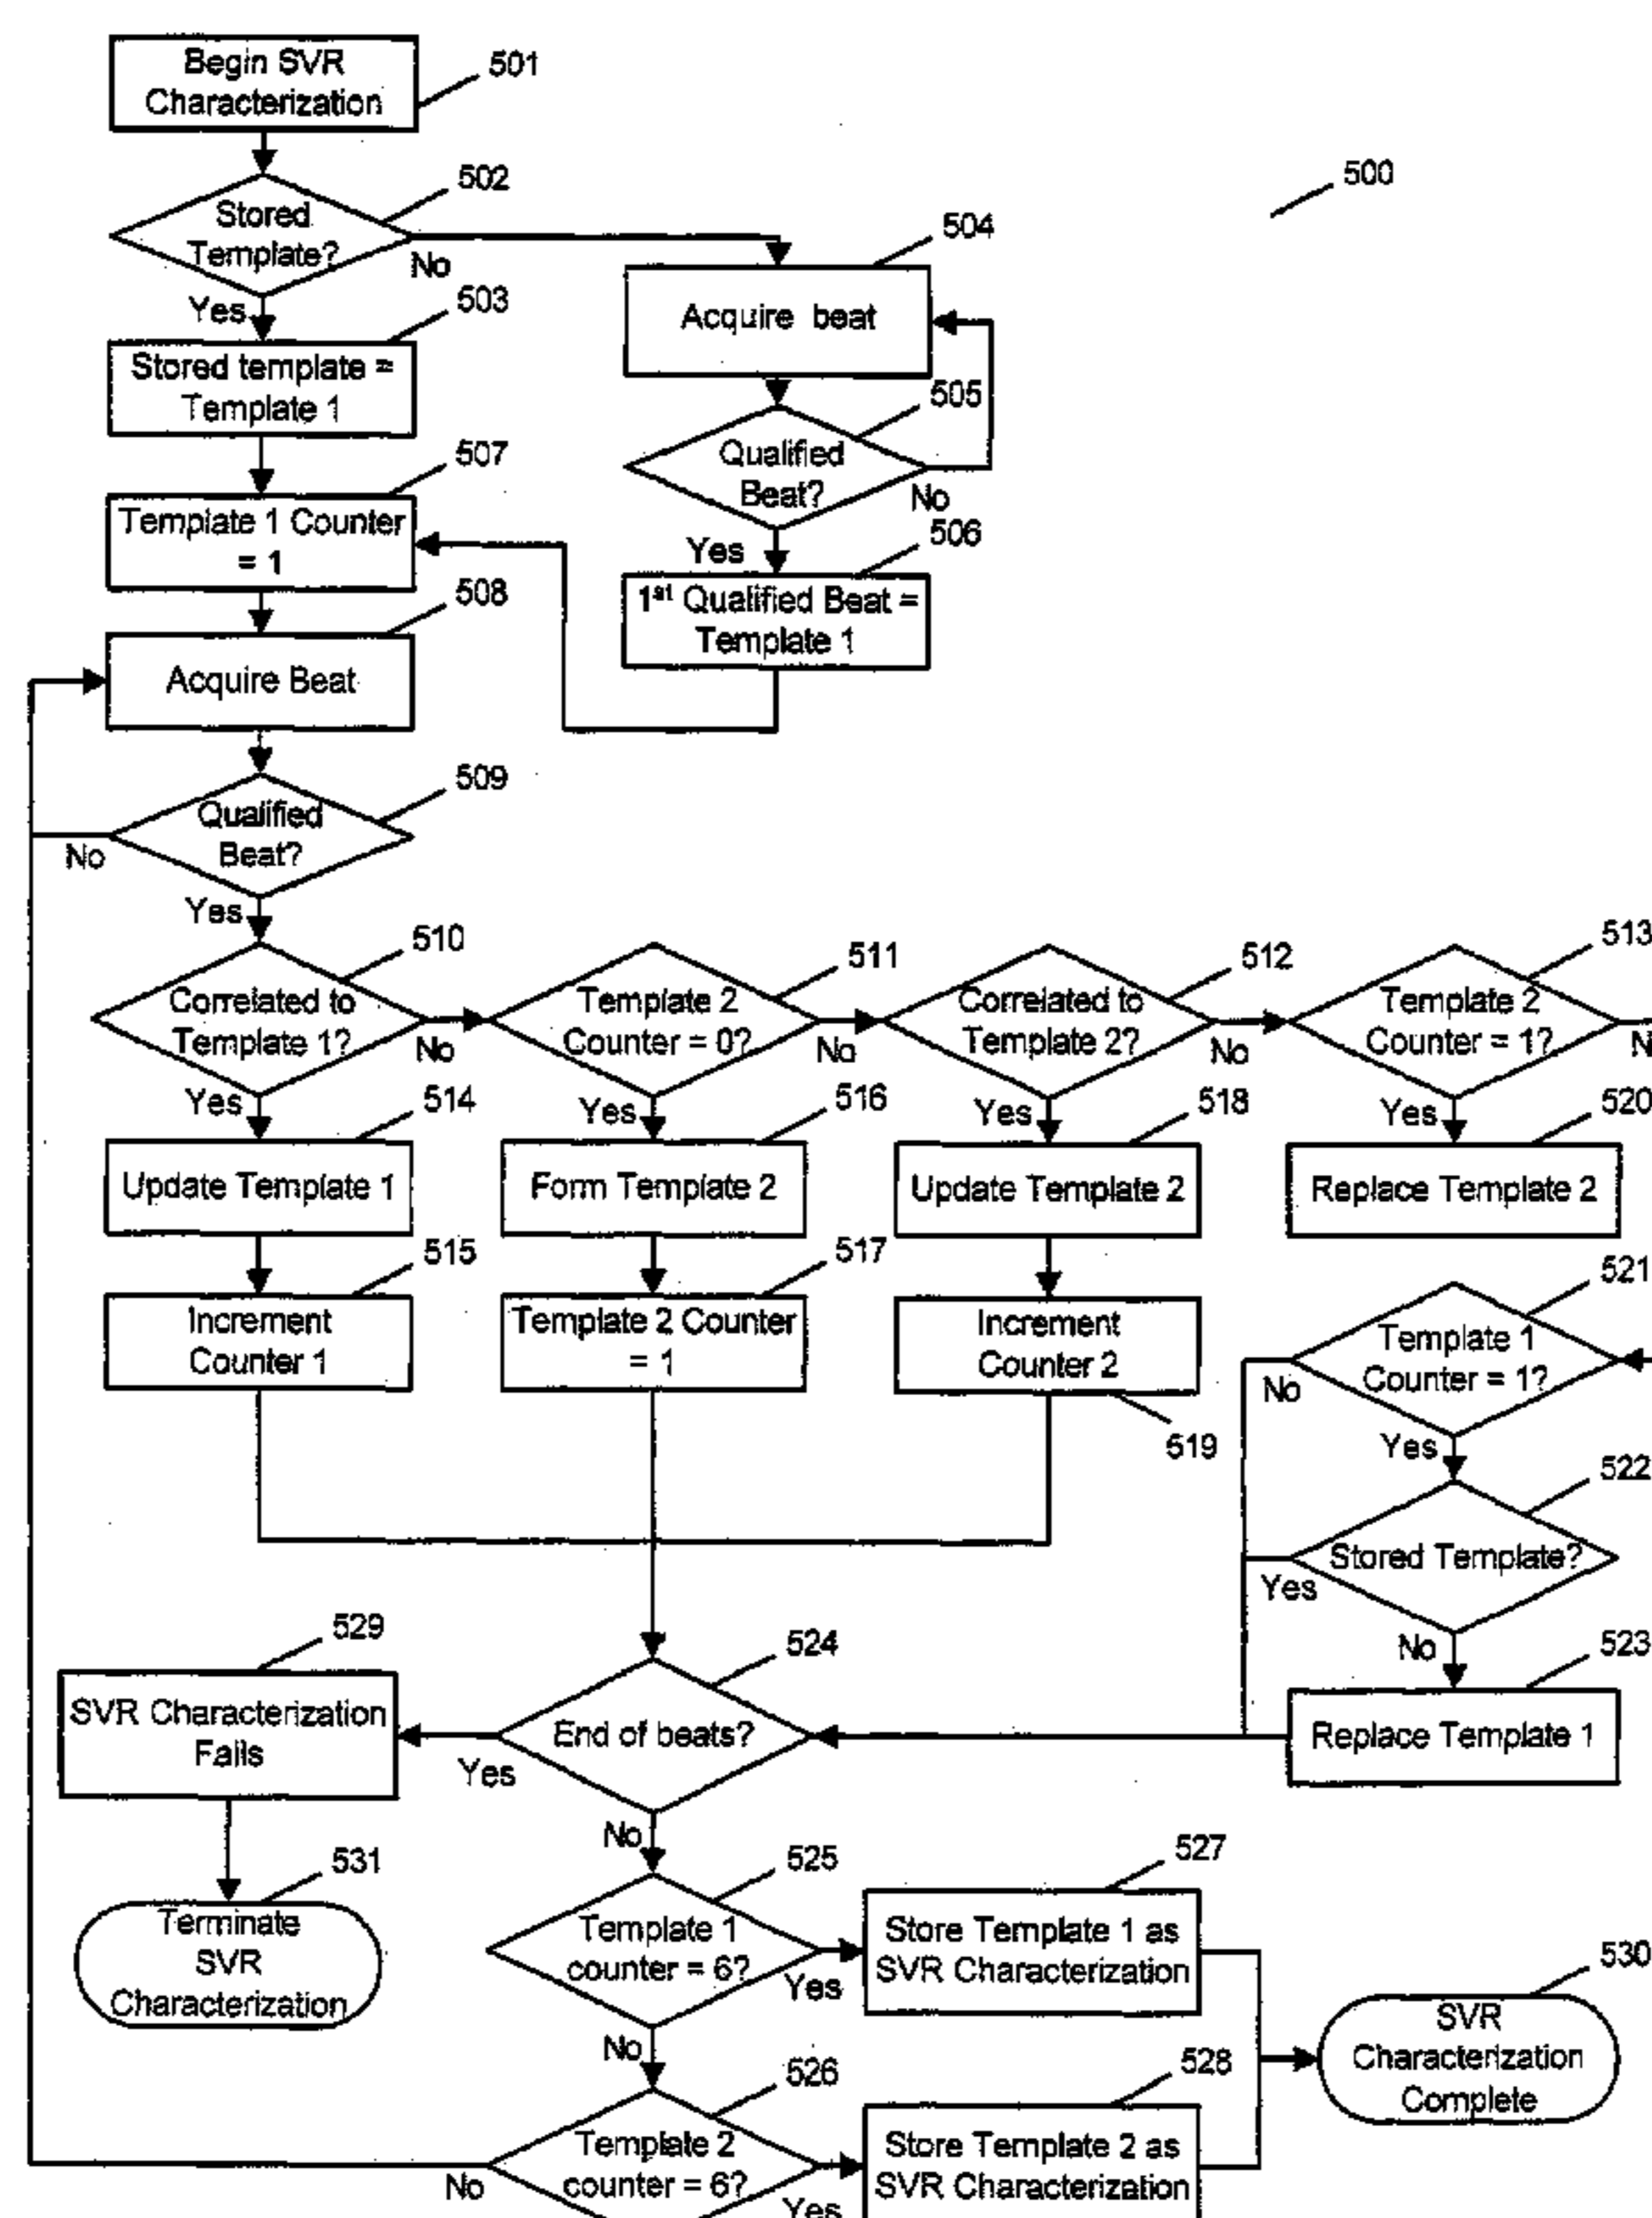 Begin SVR
Characterization
501
500
502
Stored
Template?
No
Yes
504
Acquire beat
503
Stored template =
Template 1
505
Qualified
Beat?
No
Yes
507
Template 1 Counter
= 1
506
1st Qualified Beat =
Template 1
508
Acquire Beat
509
Qualified
Beat?
No
Yes
510
Correlated to
Template 1?
No
Yes
511
Template 2
Counter = 0?
No
Yes
512
Correlated to
Template 2?
No
Yes
513
Template 2
Counter = 1?
N
Yes
514
Update Template 1
516
Form Template 2
518
Update Template 2
520
Replace Template 2
515
Increment
Counter 1
517
Template 2 Counter
= 1
Increment
Counter 2
519
521
Template 1
Counter = 1?
No
Yes
522
Stored Template?
Yes
No
523
Replace Template 1
529
SVR Characterization
Fails
524
End of beats?
Yes
No
531
Terminate
SVR
Characterization
525
Template 1
counter = 6?
Yes
No
527
Store Template 1 as
SVR Characterization
530
SVR
Characterization
Complete
526
Template 2
counter = 6?
No
Yes
528
Store Template 2 as
SVR Characterization